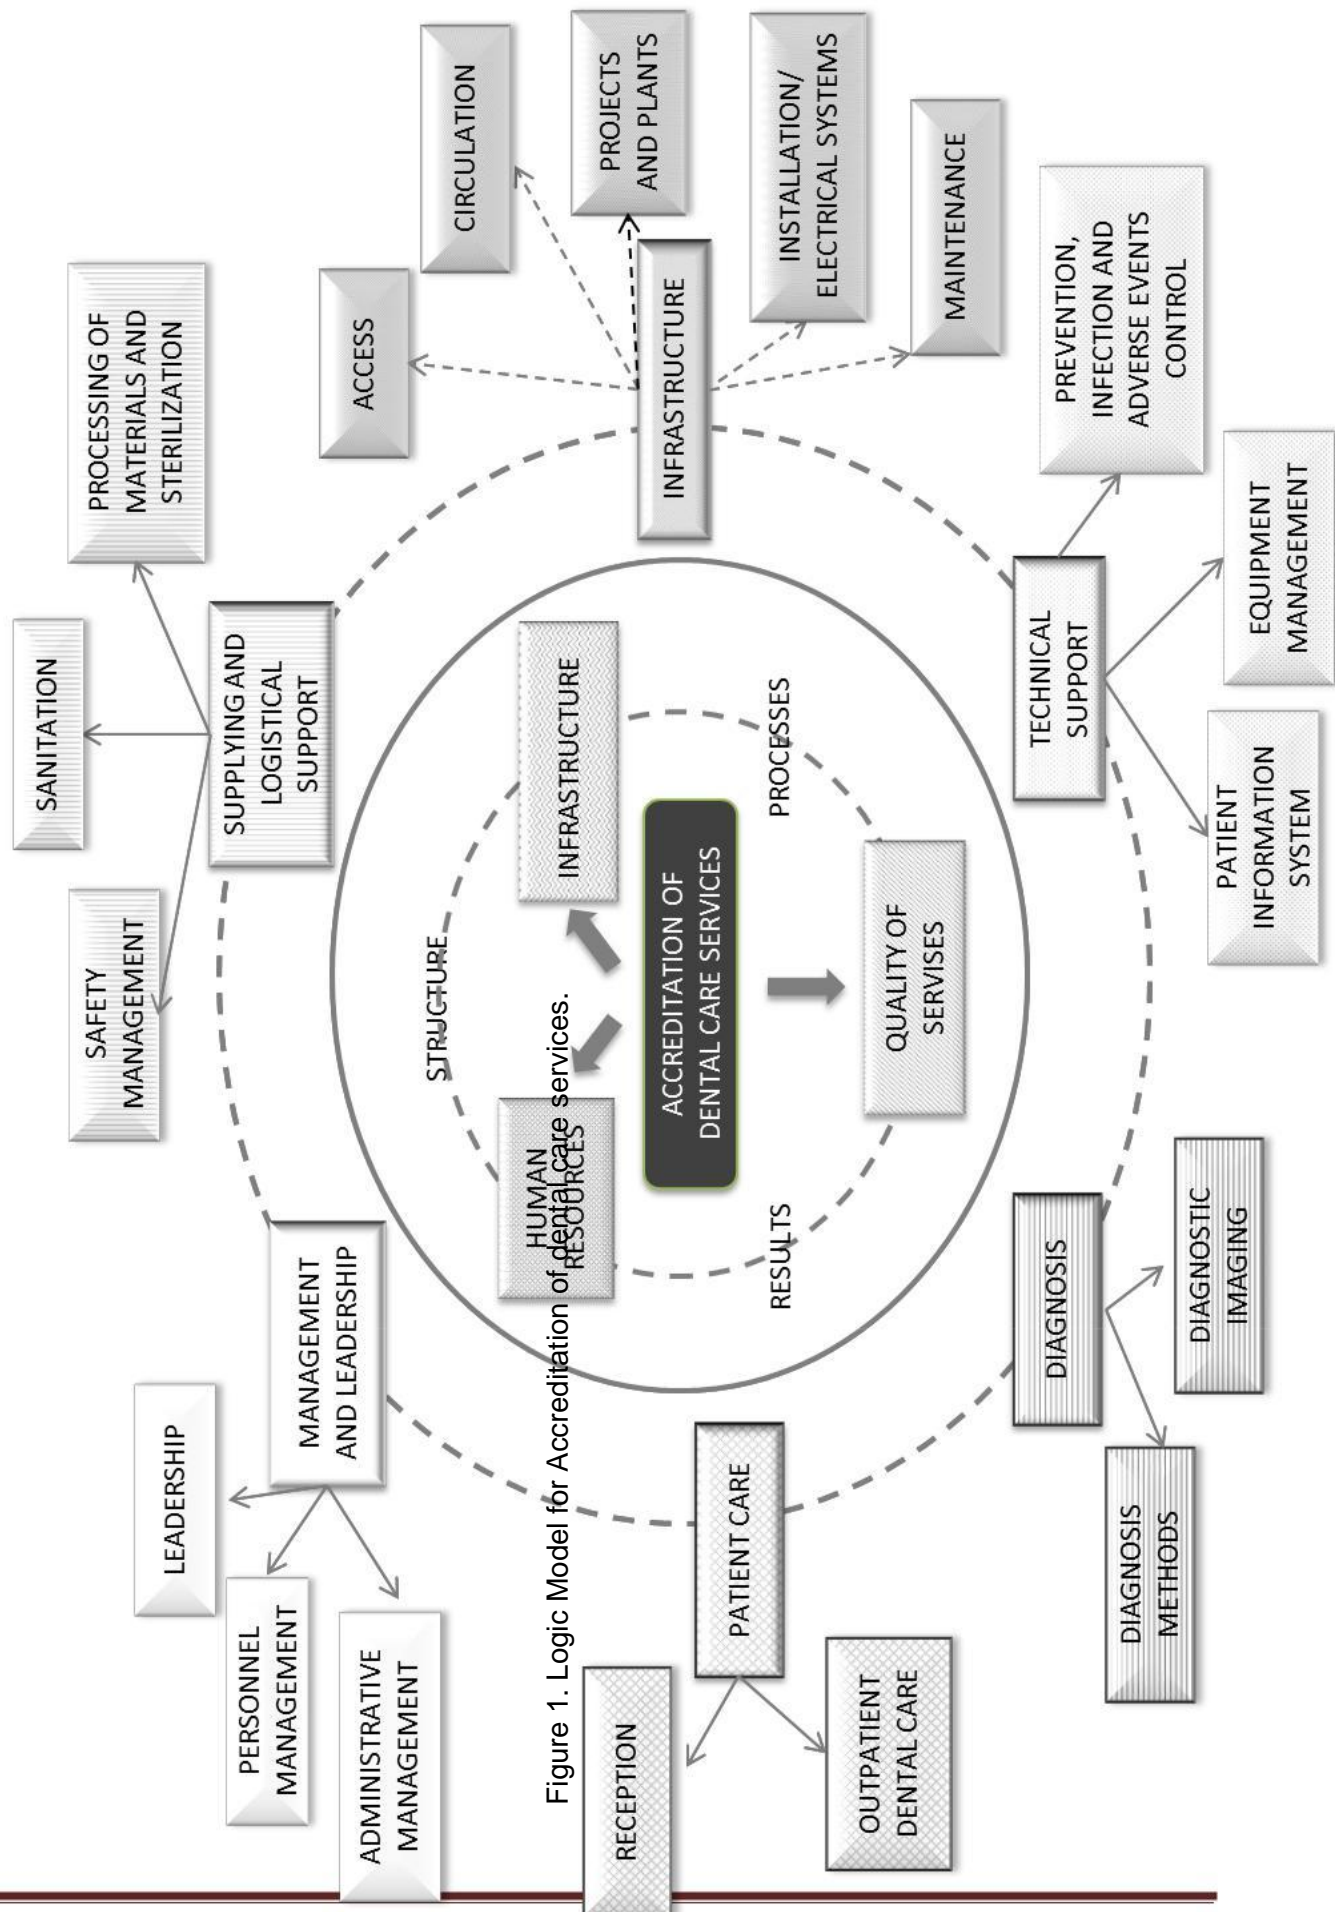 LEADERSHIP
PERSONNEL
MANAGEMENT
ADMINISTRATIVE
MANAGEMENT
MANAGEMENT
AND LEADERSHIP
SAFETY
MANAGEMENT
SANITATION
PROCESSING OF
MATERIALS AND
STERILIZATION
SUPPLYING AND
LOGISTICAL
SUPPORT
ACCESS
CIRCULATION
PROJECTS
AND PLANTS
INSTALLATION/
ELECTRICAL SYSTEMS
MAINTENANCE
INFRASTRUCTURE
STRUCTURE
HUMAN
RESOURCES
INFRASTRUCTURE
ACCREDITATION OF
DENTAL CARE SERVICES
RESULTS
PROCESSES
QUALITY OF
SERVISES
RECEPTION
PATIENT CARE
OUTPATIENT
DENTAL CARE
DIAGNOSIS
DIAGNOSIS
METHODS
DIAGNOSTIC
IMAGING
TECHNICAL
SUPPORT
PATIENT
INFORMATION
SYSTEM
EQUIPMENT
MANAGEMENT
PREVENTION,
INFECTION AND
ADVERSE EVENTS
CONTROL
Figure 1. Logic Model for Accreditation of dental care services.